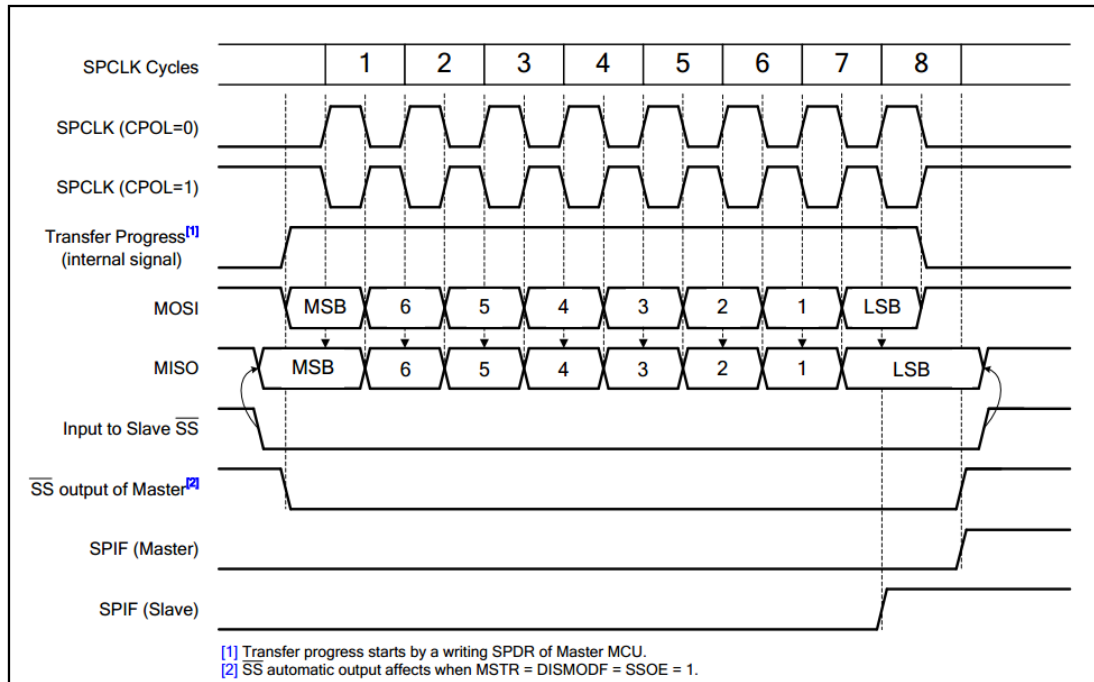 SPCLK Cycles 1 2 3 4 5 6 7 8
SPCLK (CPOL=0)
SPCLK (CPOL=1)
Transfer Progress[1]
(internal signal)
MOSI MSB 6 5 4 3 2 1 LSB
MISO MSB 6 5 4 3 2 1 LSB
Input to Slave S̅S̅
S̅S̅ output of Master[2]
SPIF (Master)
SPIF (Slave)
[1] Transfer progress starts by a writing SPDR of Master MCU.
[2] S̅S̅ automatic output affects when MSTR = DISMODF = SSOE = 1.